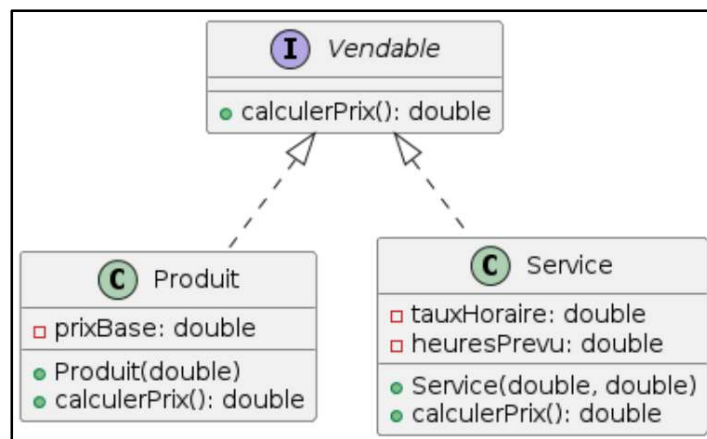 I Vendable
calculerPrix(): double
C Produit
prixBase: double
Produit(double)
calculerPrix(): double
C Service
tauxHoraire: double
heuresPrevu: double
Service(double, double)
calculerPrix(): double